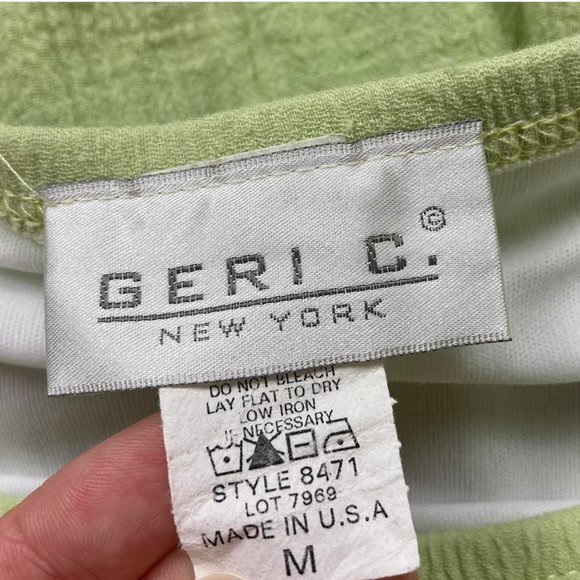 GERI C.®
NEW YORK
DO NOT BLEACH
LAY FLAT TO DRY
LOW IRON
IF NECESSARY
STYLE 8471
LOT 7969
MADE IN U.S.A
M